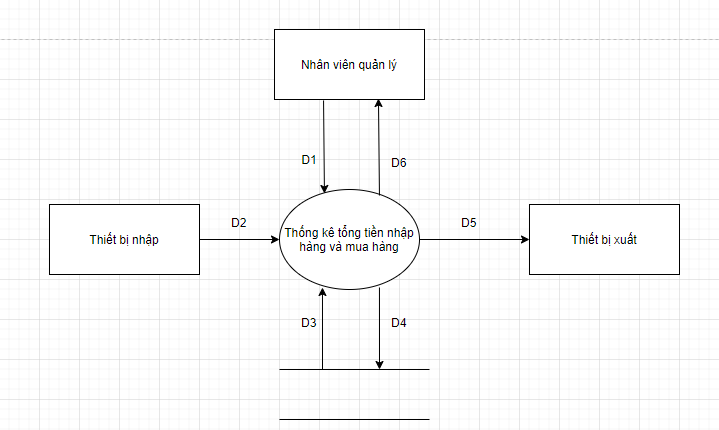 Nhân viên quản lý
D1
D6
Thiết bị nhập
D2
Thống kê tổng tiền nhập
hàng và mua hàng
D5
Thiết bị xuất
D3
D4